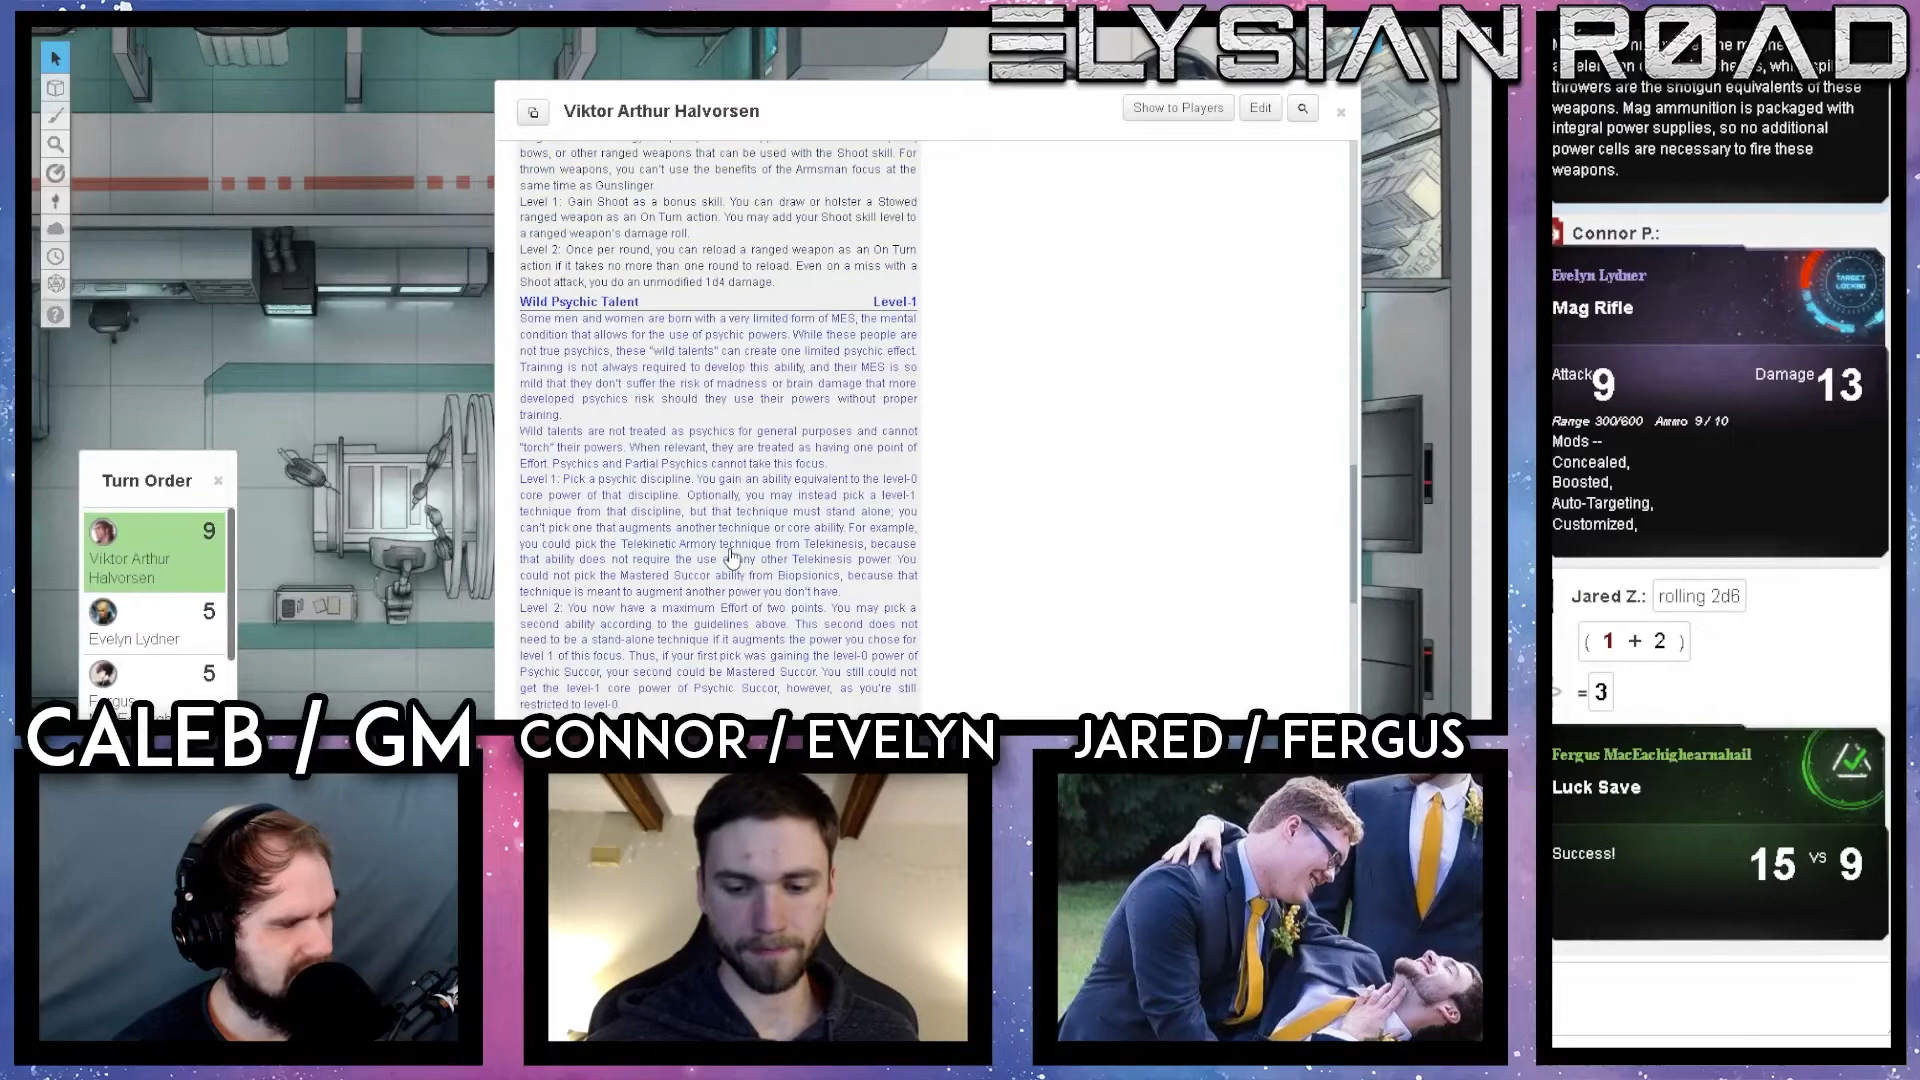 ELYSIAN RØAD
Viktor Arthur Halvorsen
Show to Players
Edit
bows, or other ranged weapons that can be used with the Shoot skill. For
thrown weapons, you can't use the benefits of the Armsman focus at the
same time as Gunslinger.
Level 1: Gain Shoot as a bonus skill. You can draw or holster a Stowed
ranged weapon as an On Turn action. You may add your Shoot skill level to
a ranged weapon's damage roll.
Level 2: Once per round, you can reload a ranged weapon as an On Turn
action if it takes no more than one round to reload. Even on a miss with a
Shoot attack, you do an unmodified 1d4 damage.
Wild Psychic Talent Level-1
Some men and women are born with a very limited form of MES, the mental
condition that allows for the use of psychic powers. While these people are
not true psychics, these "wild talents" can create one limited psychic effect.
Training is not always required to develop this ability, and their MES is so
mild that they don't suffer the risk of madness or brain damage that more
developed psychics risk should they use their powers without proper
training.
Wild talents are not treated as psychics for general purposes and cannot
"torch" their powers. When relevant, they are treated as having one point of
Effort. Psychics and Partial Psychics cannot take this focus.
Level 1: Pick a psychic discipline. You gain an ability equivalent to the level-0
core power of that discipline. Optionally, you may instead pick a level-1
technique from that discipline, but that technique must stand alone; you
can't pick one that augments another technique or core ability. For example,
you could pick the Telekinetic Armory technique from Telekinesis, because
that ability does not require the use any other Telekinesis power. You
could not pick the Mastered Succor ability from Biopsionics, because that
technique is meant to augment another power you don't have.
Level 2: You now have a maximum Effort of two points. You may pick a
second ability according to the guidelines above. This second does not
need to be a stand-alone technique if it augments the power you chose for
level 1 of this focus. Thus, if your first pick was gaining the level-0 power of
Psychic Succor, your second could be Mastered Succor. You still could not
get the level-1 core power of Psychic Succor, however, as you're still
restricted to level-0.
Turn Order
Viktor Arthur
Halvorsen
9
Evelyn Lydner
5
Fergus
5
CALEB / GM
CONNOR / EVELYN
JARED / FERGUS
throwers are the shotgun equivalents of these
weapons. Mag ammunition is packaged with
integral power supplies, so no additional
power cells are necessary to fire these
weapons.
Connor P.:
Evelyn Lydner
Mag Rifle
TARGET
LOCKED
Attack 9
Damage 13
Range 300/600 Ammo 9 / 10
Mods --
Concealed,
Boosted,
Auto-Targeting,
Customized,
Jared Z.: rolling 2d6
( 1 + 2 )
= 3
Fergus MacEachighearnahail
Luck Save
Success!
15 vs 9